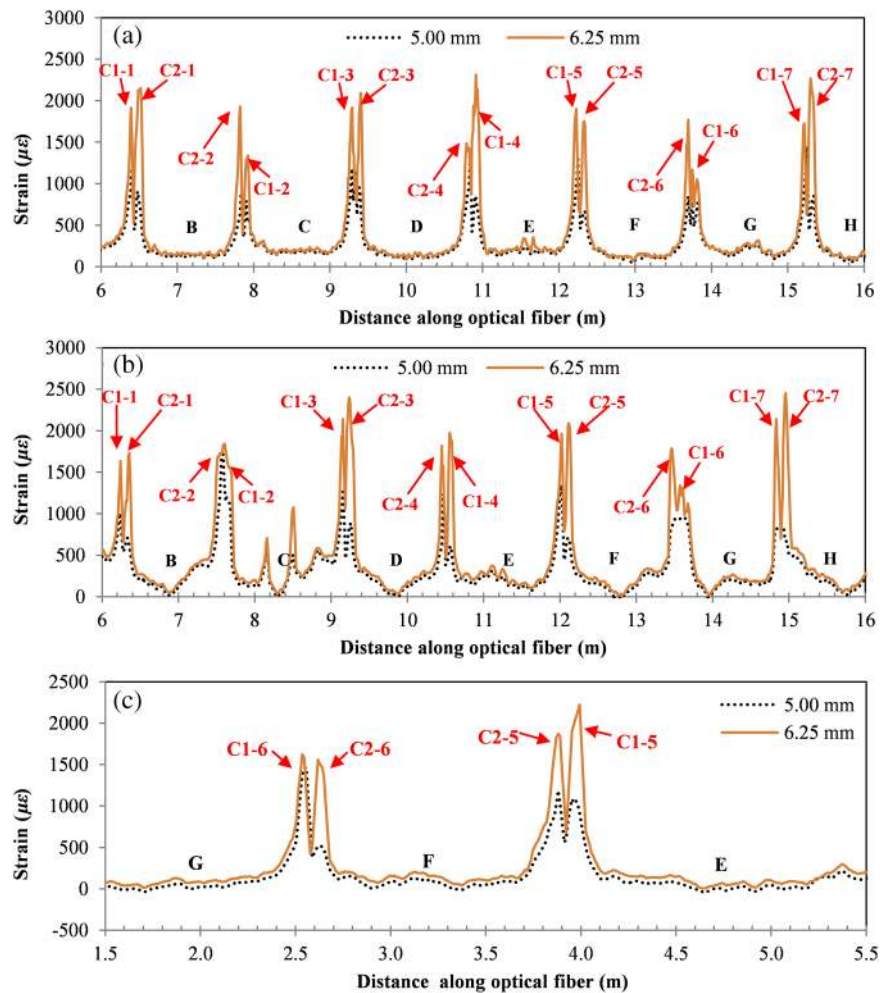 (a)
5.00 mm
6.25 mm
3000
2500
2000
1500
1000
500
0
Strain (με)
C1-1
C2-1
C2-2
C1-2
C1-3
C2-3
C2-4
C1-4
C1-5
C2-5
C2-6
C1-6
C1-7
C2-7
B
C
D
E
F
G
H
6 7 8 9 10 11 12 13 14 15 16
Distance along optical fiber (m)
(b)
5.00 mm
6.25 mm
3000
2500
2000
1500
1000
500
0
Strain (με)
C1-1
C2-1
C2-2
C1-2
C1-3
C2-3
C2-4
C1-4
C1-5
C2-5
C2-6
C1-6
C1-7
C2-7
B
C
D
E
F
G
H
6 7 8 9 10 11 12 13 14 15 16
Distance along optical fiber (m)
(c)
5.00 mm
6.25 mm
2500
2000
1500
1000
500
0
-500
Strain (με)
C1-6
C2-6
C2-5
C1-5
G
F
E
1.5 2.0 2.5 3.0 3.5 4.0 4.5 5.0 5.5
Distance along optical fiber (m)